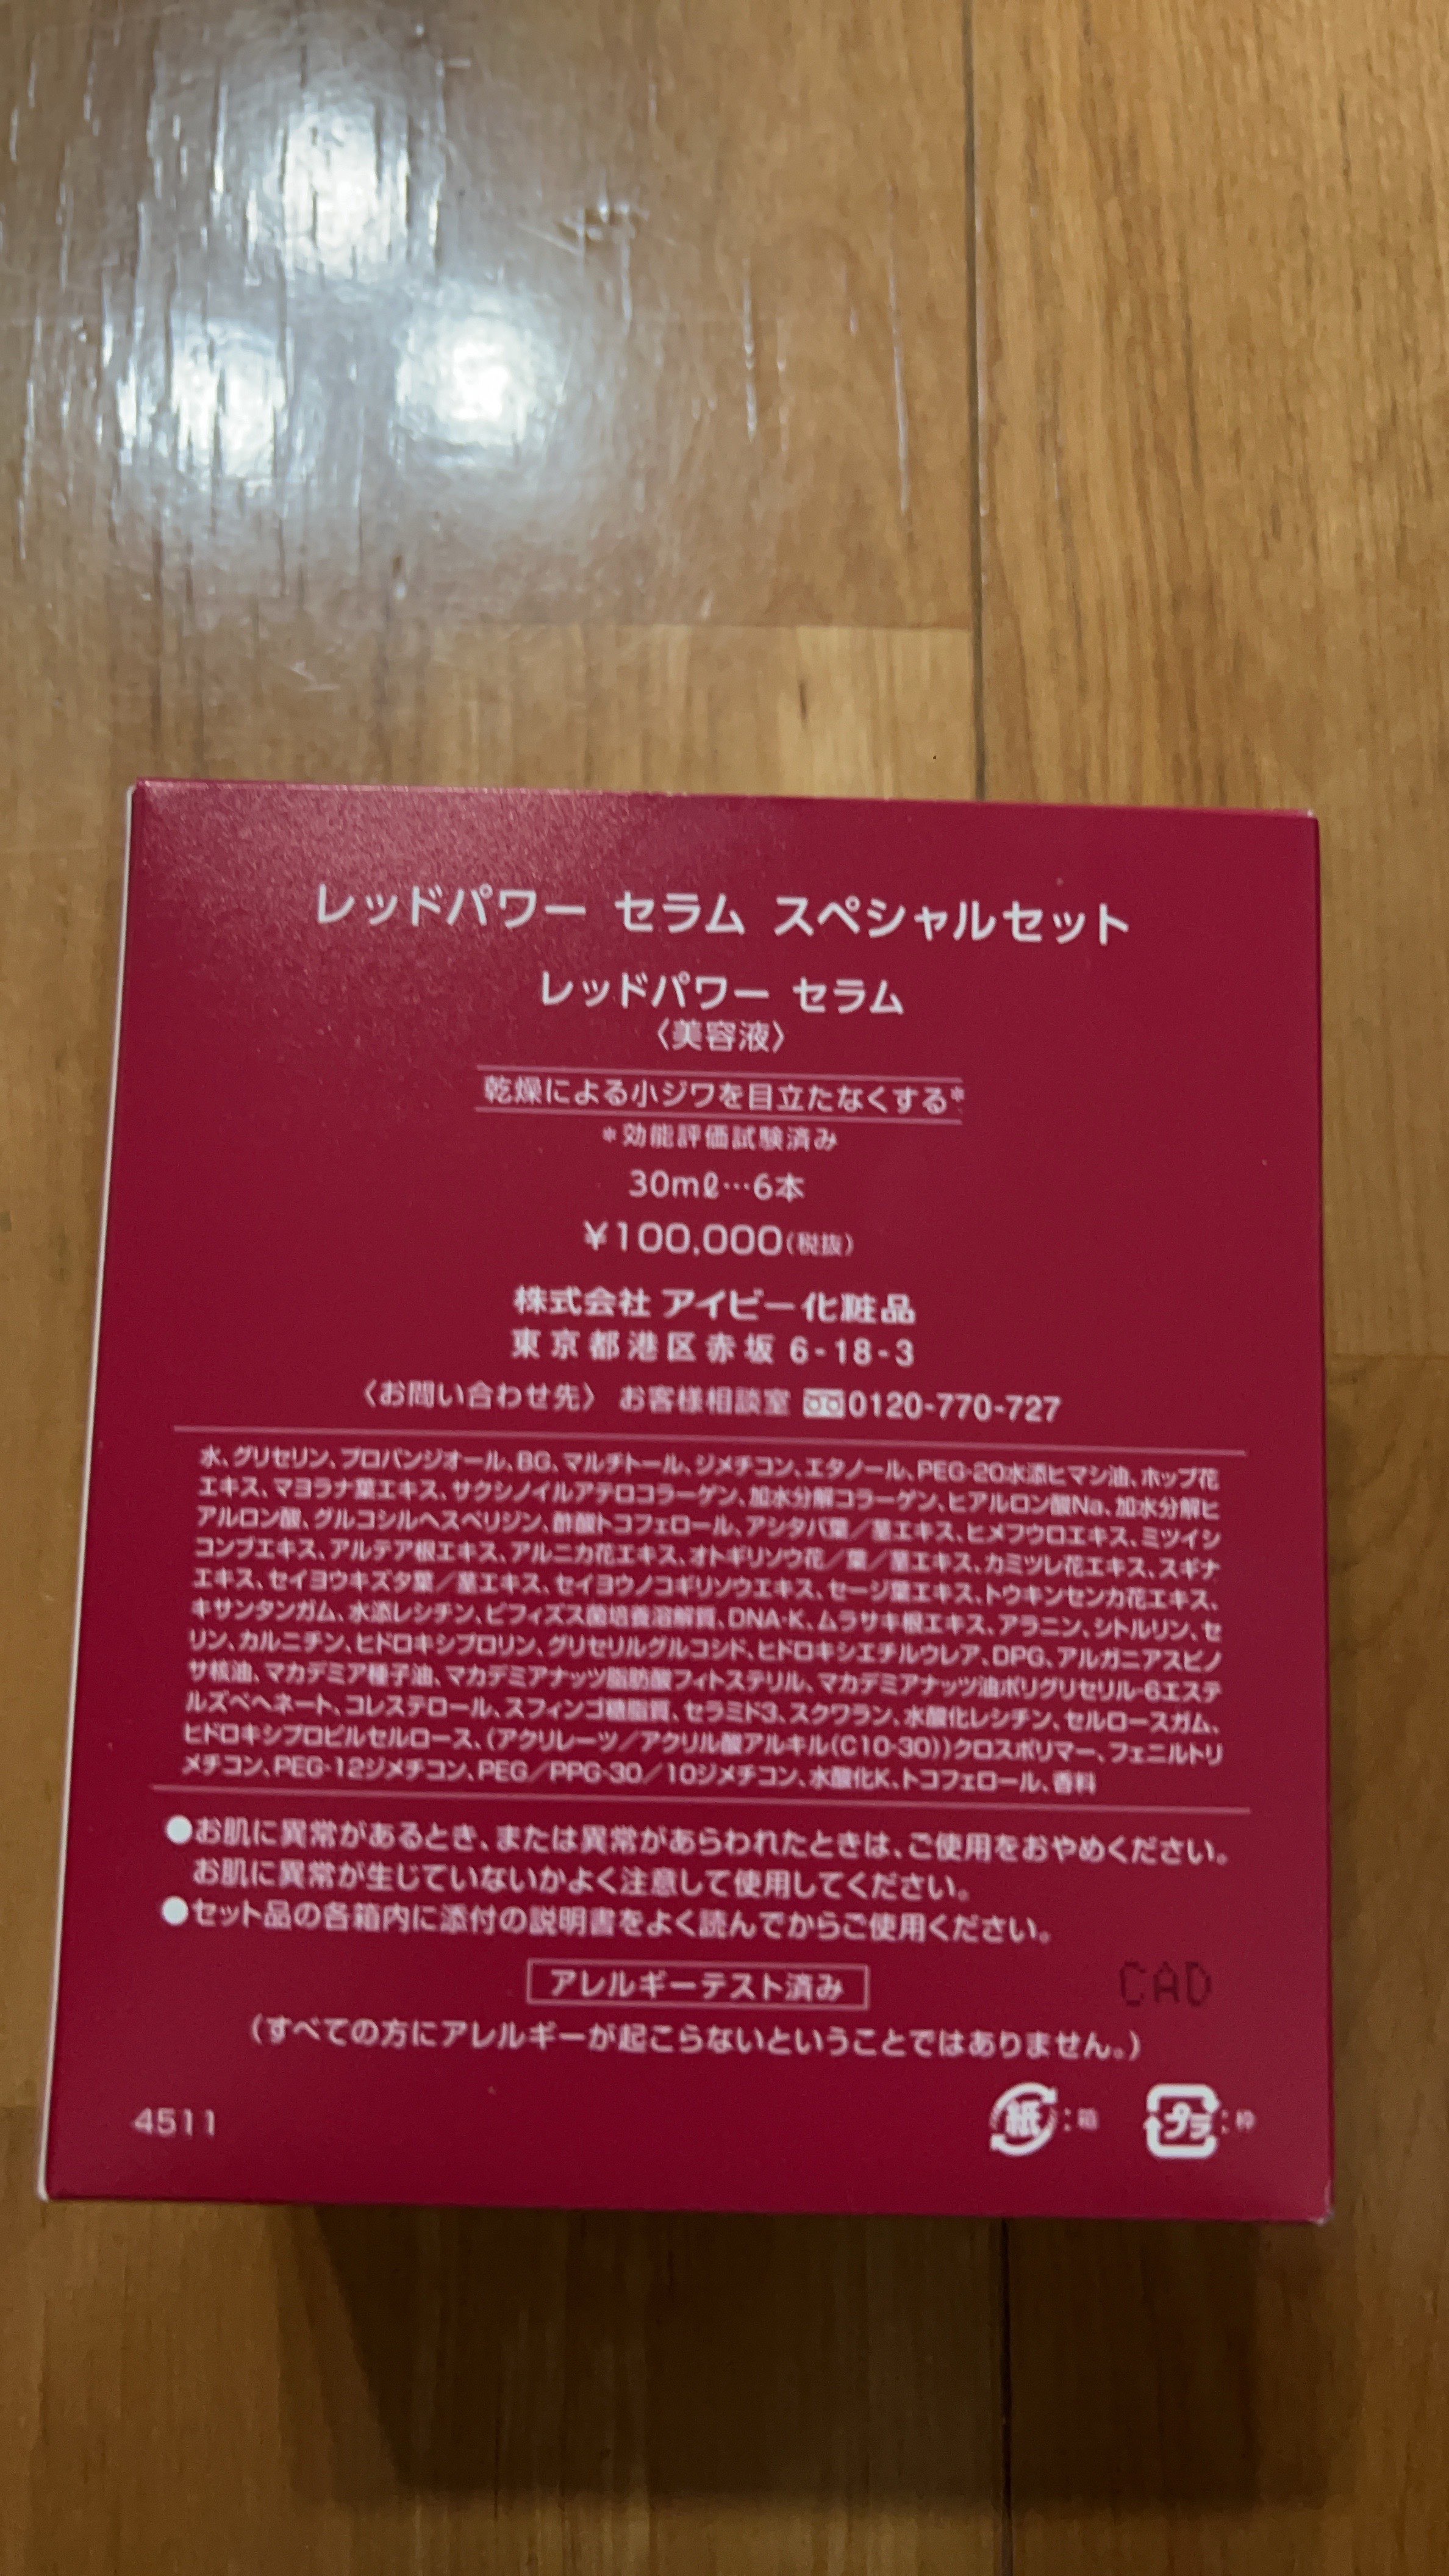 レッドパワー セラム スペシャルセット
レッドパワー セラム
〈美容液〉
乾燥による小ジワを目立たなくする*
*効能評価試験済み
30mℓ…6本
¥100,000(税抜)
株式会社 アイビー化粧品
東京都港区赤坂 6-18-3
〈お問い合わせ先〉 お客様相談室 0120-770-727
水、グリセリン、プロパンジオール、BG、マルチトール、ジメチコン、エタノール、PEG-20水添ヒマシ油、ホップ花
エキス、マヨラナ葉エキス、サクシノイルアテロコラーゲン、加水分解コラーゲン、ヒアルロン酸Na、加水分解ヒ
アルロン酸、グルコシルヘスペリジン、酢酸トコフェロール、アシタバ葉/茎エキス、ヒメフウロエキス、ミツイシ
コンブエキス、アルテア根エキス、アルニカ花エキス、オトギリソウ花/葉/茎エキス、カミツレ花エキス、スギナ
エキス、セイヨウキズタ葉/茎エキス、セイヨウノコギリソウエキス、セージ葉エキス、トウキンセンカ花エキス、
キサンタンガム、水添レシチン、ビフィズス菌培養溶解質、DNA-K、ムラサキ根エキス、アラニン、シトルリン、セ
リン、カルニチン、ヒドロキシプロリン、グリセリルグルコシド、ヒドロキシエチルウレア、DPG、アルガニアスピノ
サ核油、マカデミア種子油、マカデミアナッツ脂肪酸フィトステリル、マカデミアナッツ油ポリグリセリル-6エステ
ルズベヘネート、コレステロール、スフィンゴ糖脂質、セラミド3、スクワラン、水酸化レシチン、セルロースガム、
ヒドロキシプロピルセルロース、(アクリレーツ/アクリル酸アルキル(C10-30))クロスポリマー、フェニルトリ
メチコン、PEG-12ジメチコン、PEG/PPG-30/10ジメチコン、水酸化K、トコフェロール、香料
●お肌に異常があるとき、または異常があらわれたときは、ご使用をおやめください。
お肌に異常が生じていないかよく注意して使用してください。
●セット品の各箱内に添付の説明書をよく読んでからご使用ください。
アレルギーテスト済み
CAD
(すべての方にアレルギーが起こらないということではありません。)
紙:箱 プラ:枠
4511